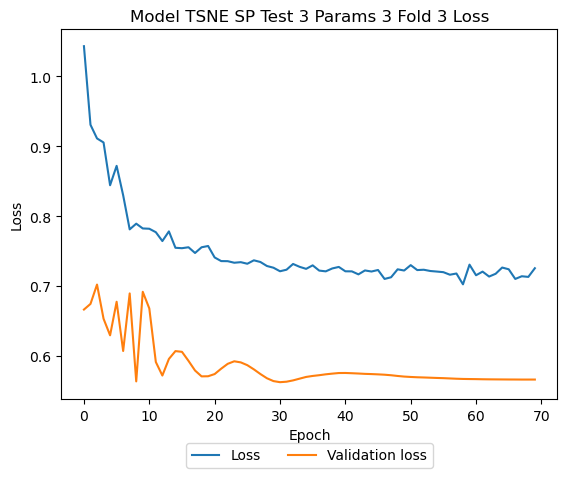 Model TSNE SP Test 3 Params 3 Fold 3 Loss
Loss
1.0
0.9
0.8
0.7
0.6
0 10 20 30 40 50 60 70
Epoch
Loss Validation loss